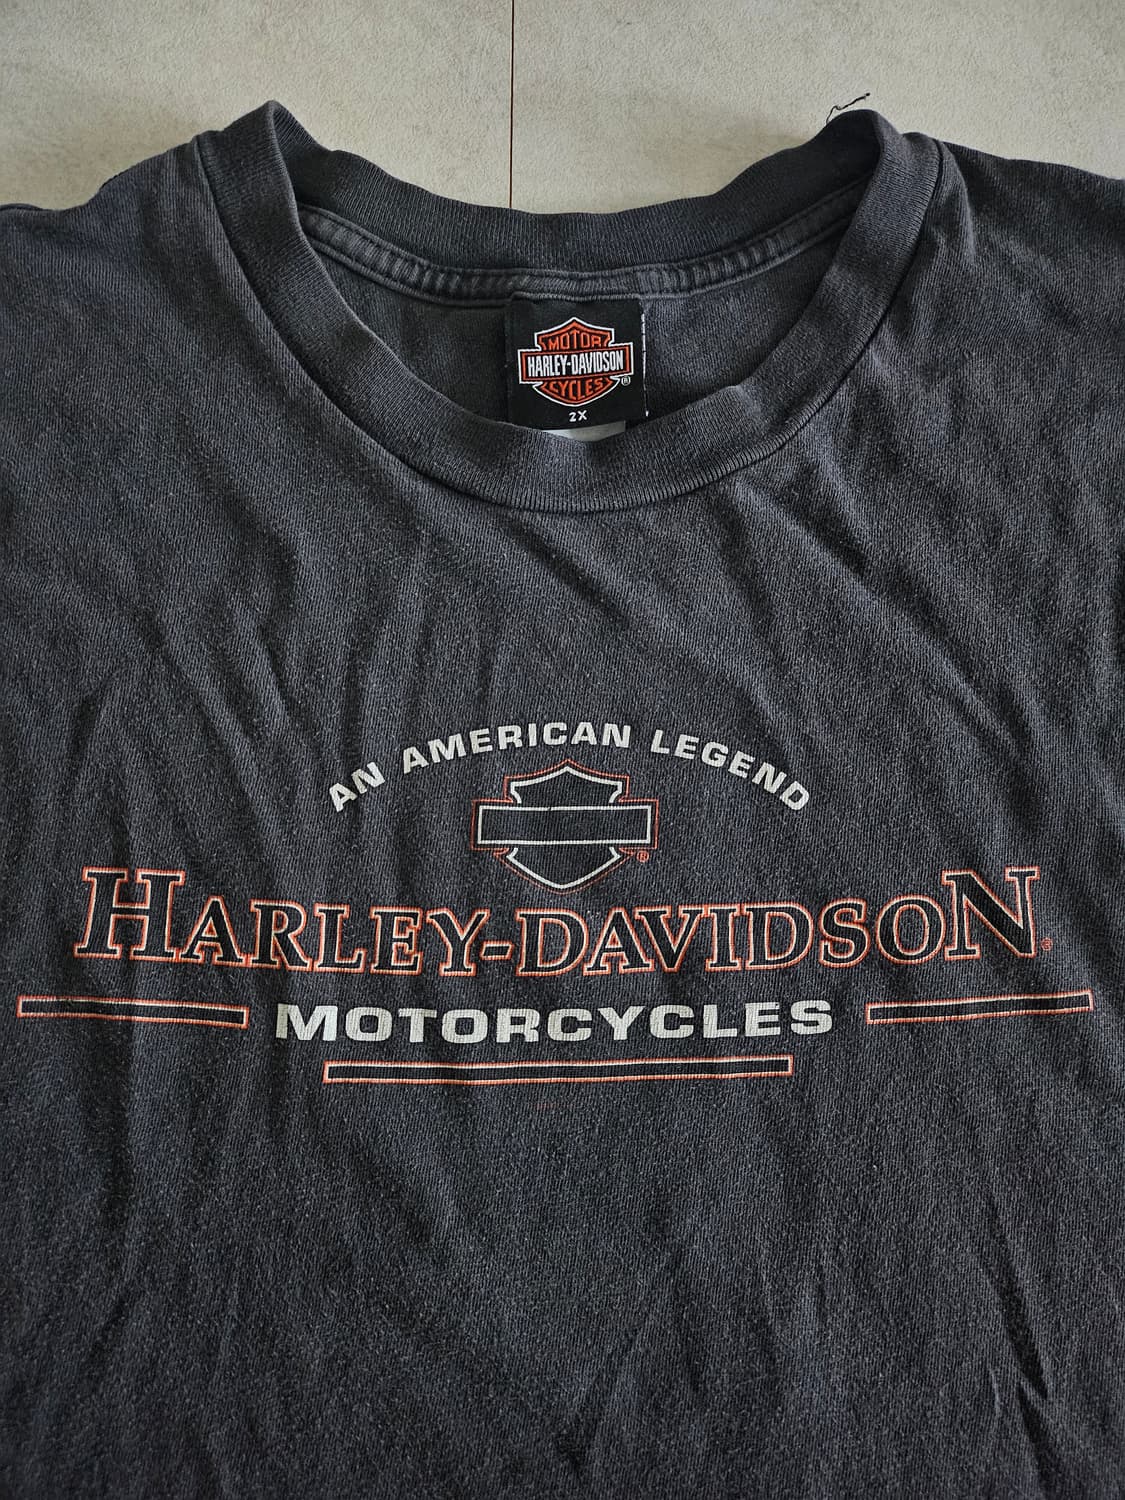 MOTOR
HARLEY-DAVIDSON
CYCLES ®
2X
AN AMERICAN LEGEND
®
HARLEY-DAVIDSON®
MOTORCYCLES